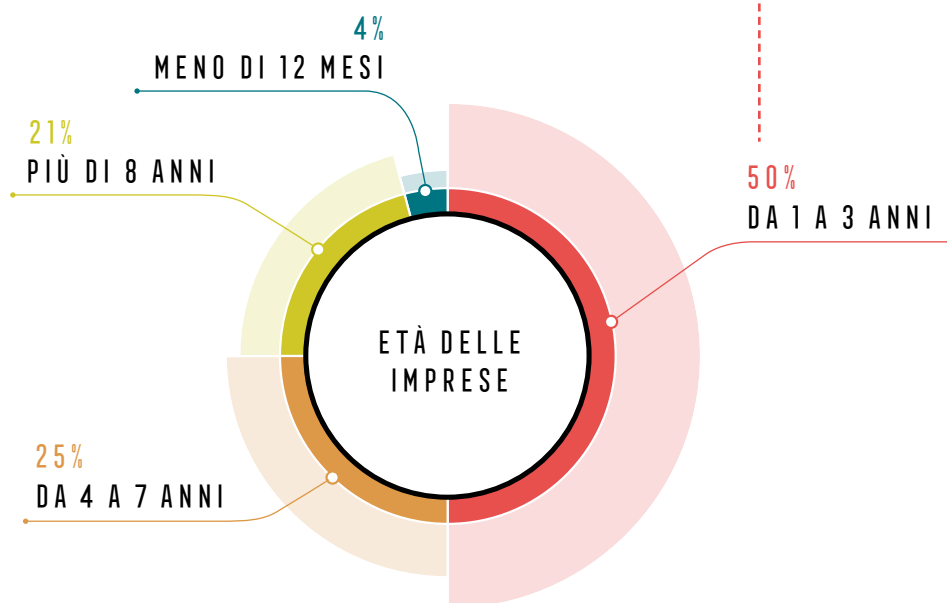 4%
MENO DI 12 MESI
21%
PIÙ DI 8 ANNI
50%
DA 1 A 3 ANNI
ETÀ DELLE
IMPRESE
25%
DA 4 A 7 ANNI